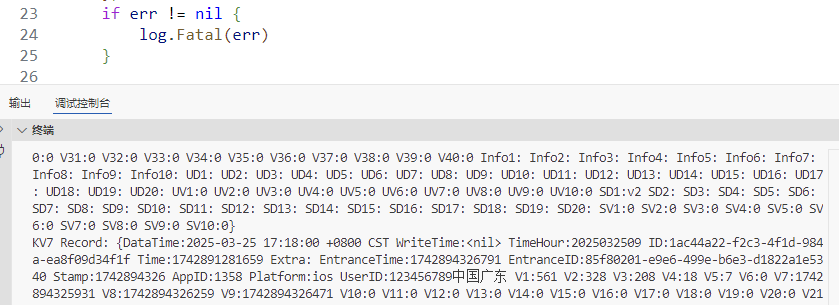 23 if err != nil {
24 log.Fatal(err)
25 }
26
输出 调试控制台
终端
0:0 V31:0 V32:0 V33:0 V34:0 V35:0 V36:0 V37:0 V38:0 V39:0 V40:0 Info1: Info2: Info3: Info4: Info5: Info6: Info7:
Info8: Info9: Info10: UD1: UD2: UD3: UD4: UD5: UD6: UD7: UD8: UD9: UD10: UD11: UD12: UD13: UD14: UD15: UD16: UD17
: UD18: UD19: UD20: UV1:0 UV2:0 UV3:0 UV4:0 UV5:0 UV6:0 UV7:0 UV8:0 UV9:0 UV10:0 SD1:v2 SD2: SD3: SD4: SD5: SD6:
SD7: SD8: SD9: SD10: SD11: SD12: SD13: SD14: SD15: SD16: SD17: SD18: SD19: SD20: SV1:0 SV2:0 SV3:0 SV4:0 SV5:0 SV
6:0 SV7:0 SV8:0 SV9:0 SV10:0}
KV7 Record: {DataTime:2025-03-25 17:18:00 +0800 CST WriteTime:<nil> TimeHour:2025032509 ID:1ac44a22-f2c3-4f1d-984
a-ea8f09d34f1f Time:1742891281659 Extra: EntranceTime:1742894326791 EntranceID:85f80201-e9e6-499e-b6e3-d1822a1e53
40 Stamp:1742894326 AppID:1358 Platform:ios UserID:123456789中国广东 V1:561 V2:328 V3:208 V4:18 V5:7 V6:0 V7:1742
894325931 V8:1742894326259 V9:1742894326471 V10:0 V11:0 V12:0 V13:0 V14:0 V15:0 V16:0 V17:0 V18:0 V19:0 V20:0 V21